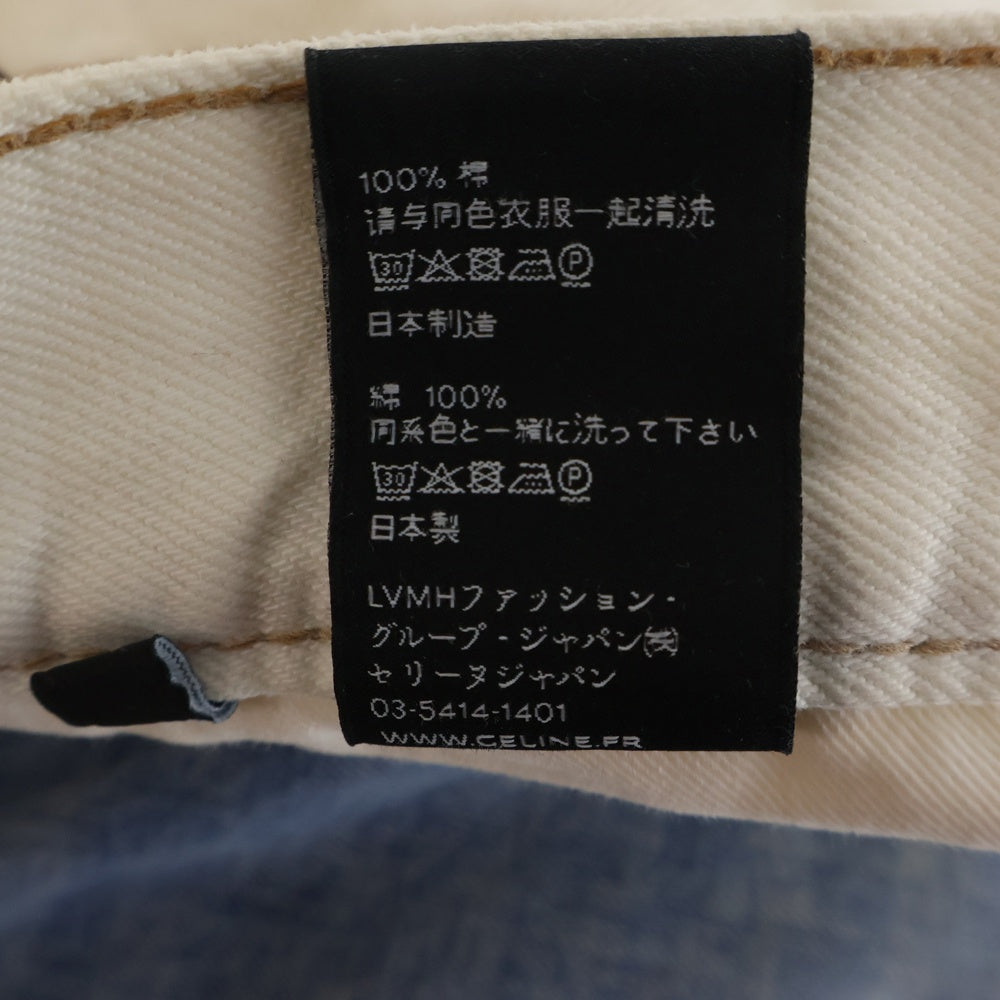 100% 棉
请与同色衣服一起清洗
30 P
日本制造
綿 100%
同系色と一緒に洗って下さい
30 P
日本製
LVMHファッション・
グループ・ジャパン㈱
セリーヌジャパン
03-5414-1401
WWW.CELINE.FR